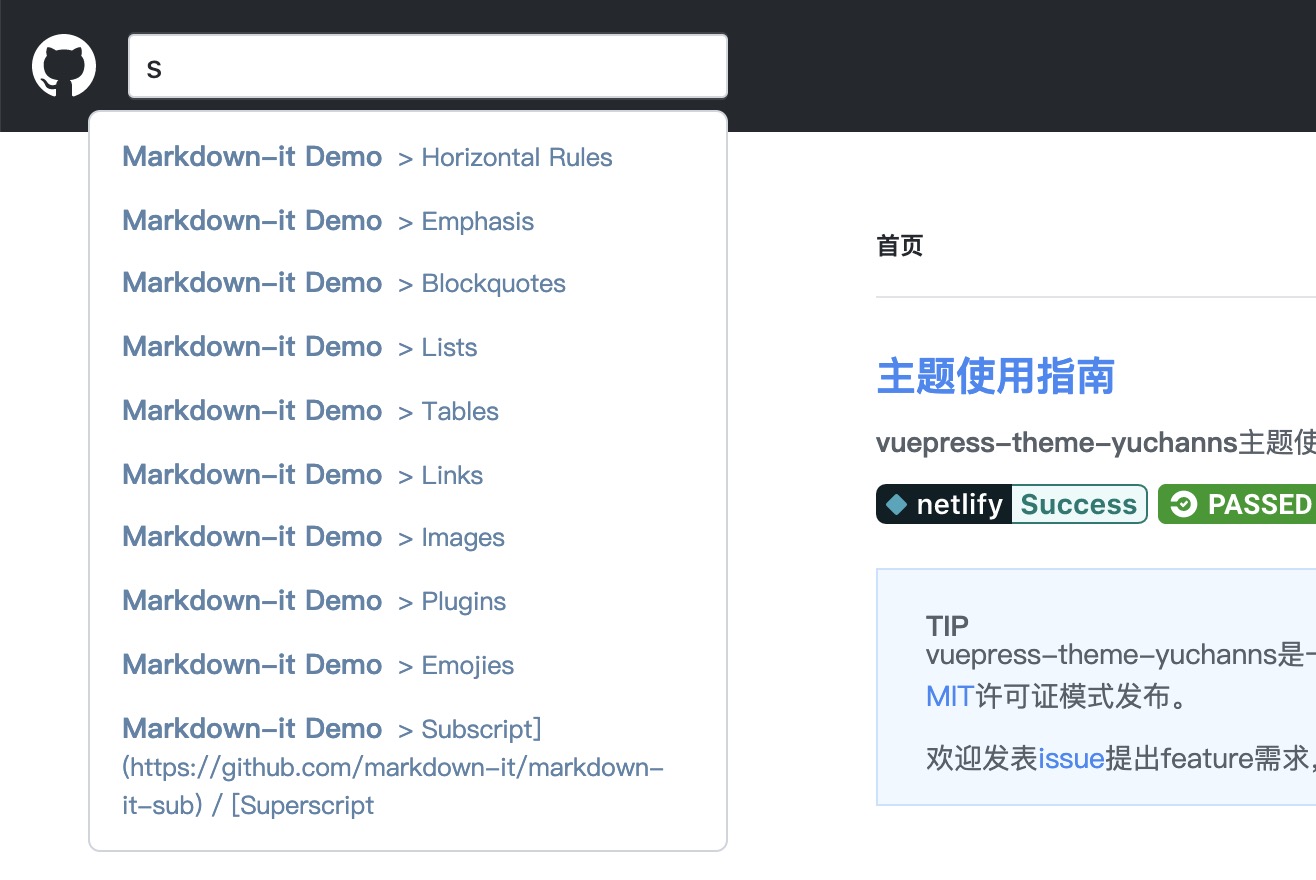 s
Markdown-it Demo > Horizontal Rules
Markdown-it Demo > Emphasis
Markdown-it Demo > Blockquotes
Markdown-it Demo > Lists
Markdown-it Demo > Tables
Markdown-it Demo > Links
Markdown-it Demo > Images
Markdown-it Demo > Plugins
Markdown-it Demo > Emojies
Markdown-it Demo > Subscript]
(https://github.com/markdown-it/markdown-
it-sub) / [Superscript
首页
主题使用指南
vuepress-theme-yuchanns主题使
netlify Success PASSED
TIP
vuepress-theme-yuchanns是一
MIT许可证模式发布。
欢迎发表issue提出feature需求，